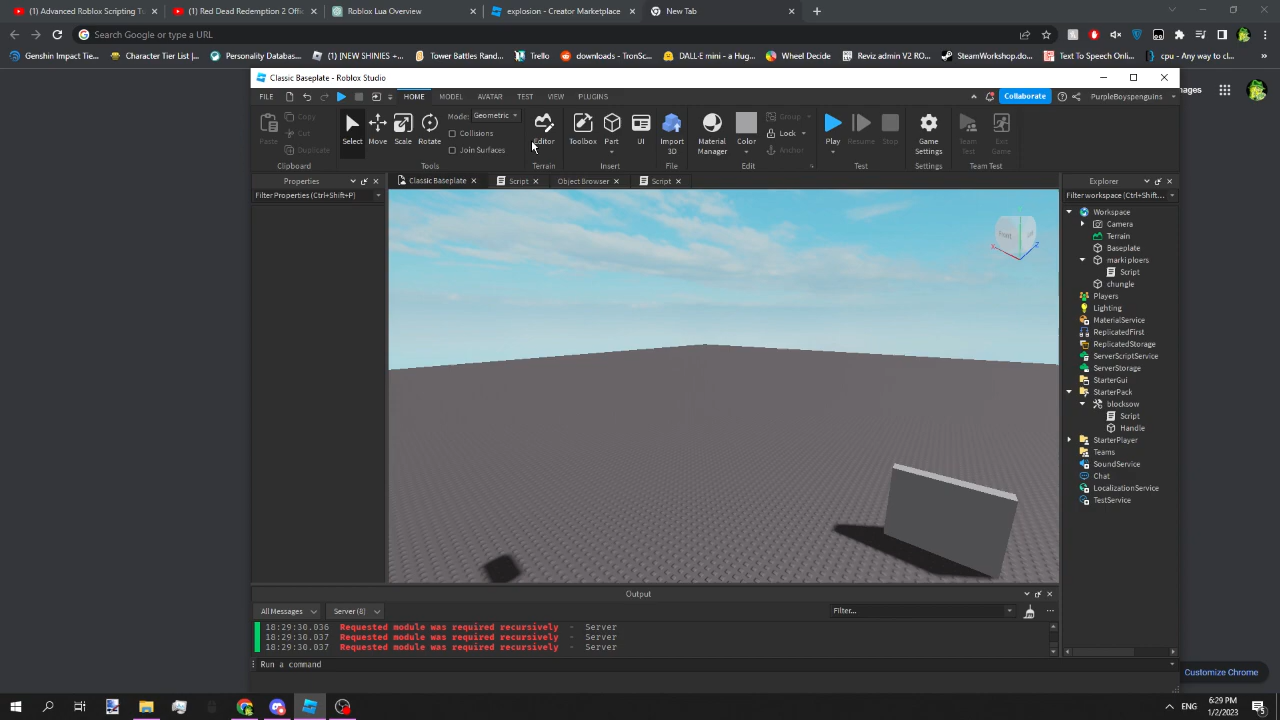 (1) Advanced Roblox Scripting Tu
(1) Red Dead Redemption 2 Offi
Roblox Lua Overview
explosion - Creator Marketplace
New Tab
Search Google or type a URL
Genshin Impact Tie...
Character Tier List |...
Personality Databas...
[NEW SHINIES +...
Tower Battles Rand...
Trello
downloads - TronScr...
DALL-E mini - a Hug...
Wheel Decide
Reviz admin V2 RO...
SteamWorkshop.do...
Text To Speech Onli...
cpu - Any way to cl...
Classic Baseplate - Roblox Studio
FILE
HOME
MODEL
AVATAR
TEST
VIEW
PLUGINS
Collaborate
PurpleBoyspenguins
Paste
Copy
Cut
Duplicate
Clipboard
Select
Move
Scale
Rotate
Mode: Geometric
Collisions
Join Surfaces
Tools
Editor
Terrain
Toolbox
Part
UI
Insert
Import
3D
File
Material
Manager
Color
Group
Lock
Anchor
Edit
Play
Resume
Stop
Test
Game
Settings
Settings
Team
Test
Exit
Game
Team Test
Properties
Filter Properties (Ctrl+Shift+P)
Classic Baseplate
Script
Object Browser
Script
Front
X
Z
Explorer
Filter workspace (Ctrl+Shift...
Workspace
Camera
Terrain
Baseplate
marki ploers
Script
chungle
Players
Lighting
MaterialService
ReplicatedFirst
ReplicatedStorage
ServerScriptService
ServerStorage
StarterGui
StarterPack
blocksow
Script
Handle
StarterPlayer
Teams
SoundService
Chat
LocalizationService
TestService
Output
All Messages
Server (8)
Filter...
18:29:30.036 Requested module was required recursively - Server
18:29:30.037 Requested module was required recursively - Server
18:29:30.037 Requested module was required recursively - Server
Run a command
Customize Chrome
ENG
6:29 PM
1/2/2023